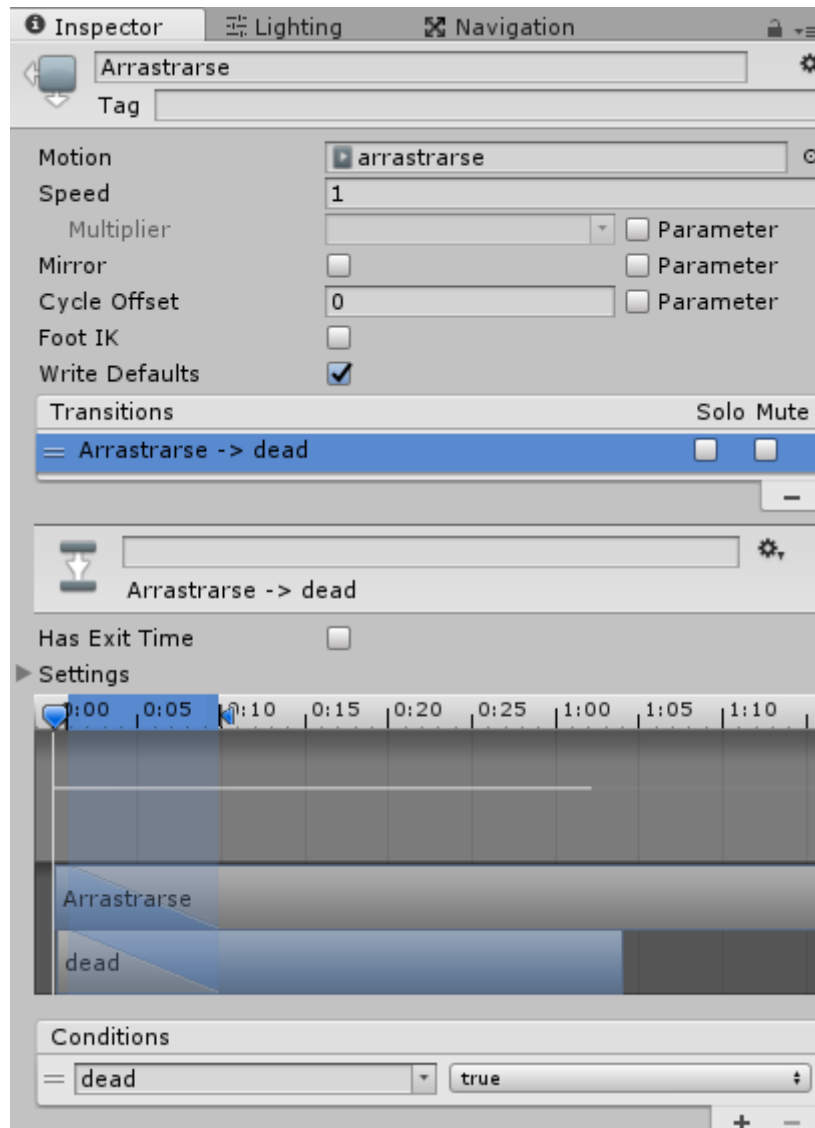 Inspector Lighting Navigation
Arrastrarse
Tag
Motion arrastrarse
Speed 1
Multiplier Parameter
Mirror Parameter
Cycle Offset 0 Parameter
Foot IK
Write Defaults
Transitions Solo Mute
Arrastrarse -> dead
Arrastrarse -> dead
Has Exit Time
Settings
0:00 0:05 0:10 0:15 0:20 0:25 1:00 1:05 1:10
Arrastrarse
dead
Conditions
dead true